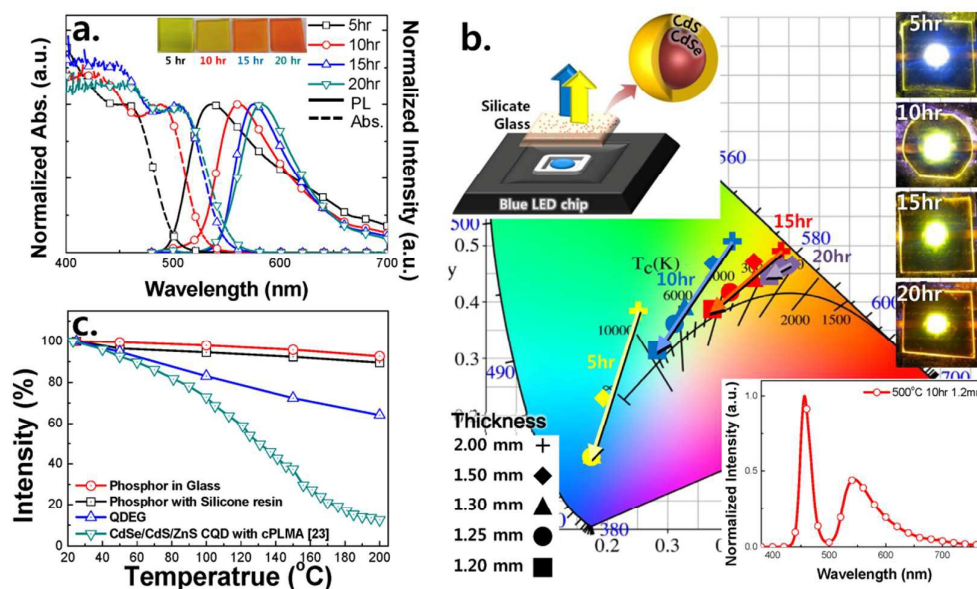 a.
5 hr
10 hr
15 hr
20 hr
5hr
10hr
15hr
20hr
PL
Abs.
Normalized Abs. (a.u.)
Normalized Intensity (a.u.)
400
500
600
700
Wavelength (nm)
b.
CdS
CdSe
Silicate
Glass
Blue LED chip
500
560
0.5
580
y
Tc(K)
15hr
20hr
10hr
6000
0.4
10000
600
2000
1500
5hr
0.3
490
700
Thickness
2.00 mm
1.50 mm
1.30 mm
1.25 mm
1.20 mm
380
0.2
0.3
5hr
10hr
15hr
20hr
500°C 10hr 1.2m
Normalized Intensity (a.u.)
1.0
0.5
0.0
400
500
600
700
Wavelength (nm)
c.
Intensity (%)
100
80
60
40
20
0
Phosphor in Glass
Phosphor with Silicone resin
QDEG
CdSe/CdS/ZnS CQD with cPLMA [23]
20
40
60
80
100
120
140
160
180
200
Temperatrue (°C)